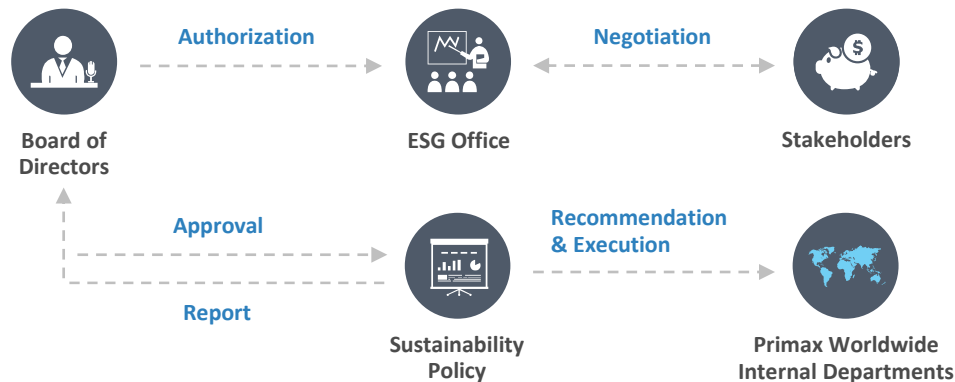 Authorization
Negotiation
Board of
Directors
ESG Office
Stakeholders
$
Approval
Recommendation
& Execution
Report
Sustainability
Policy
Primax Worldwide
Internal Departments